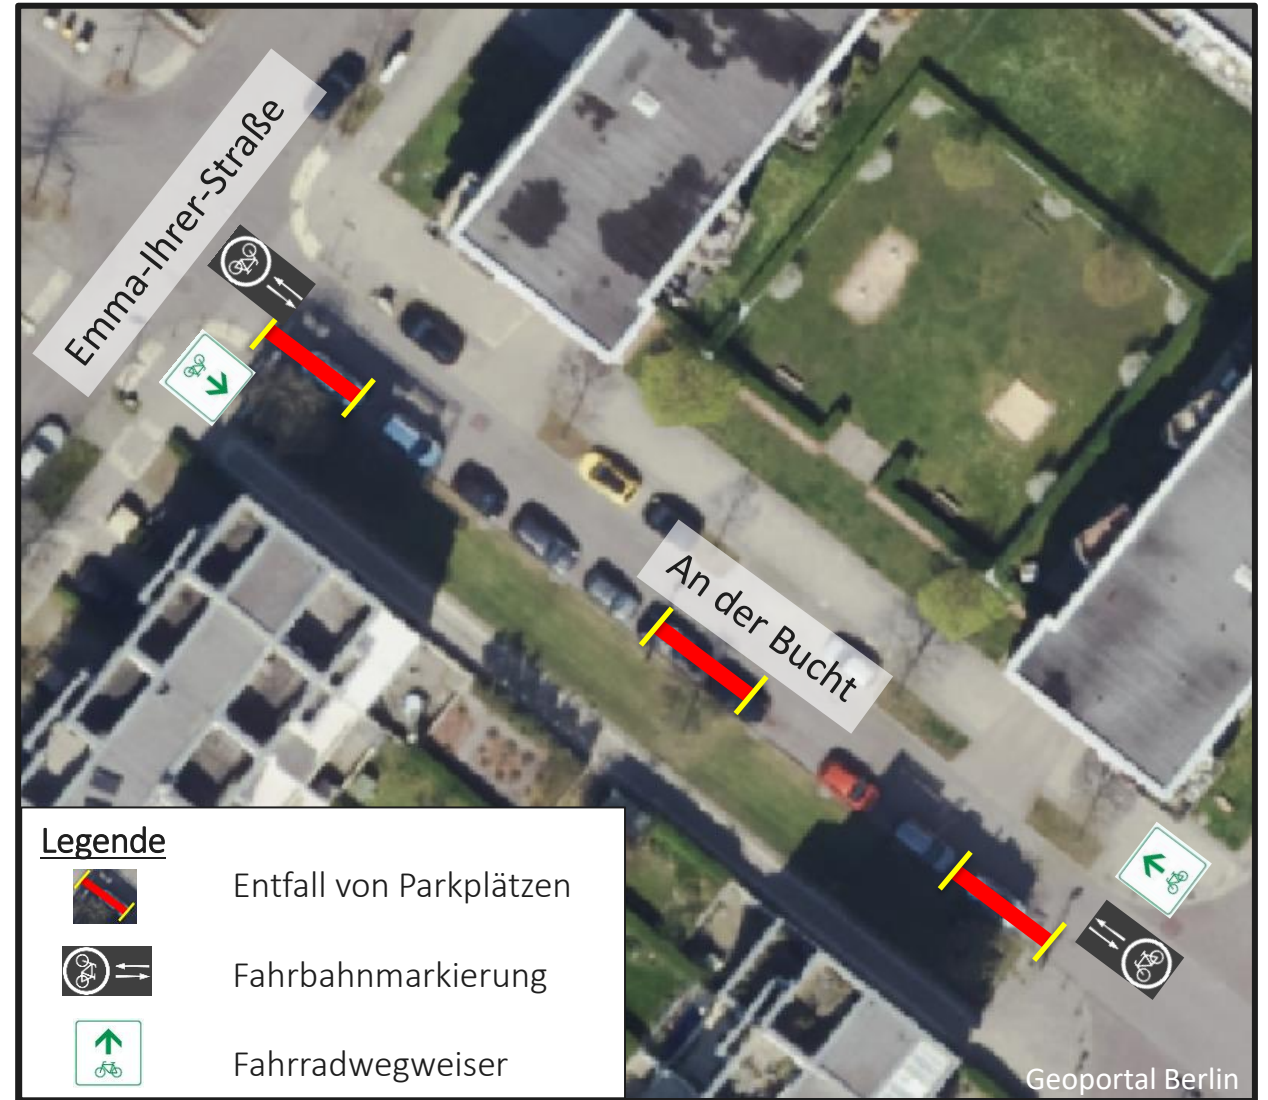 Emma-Ihrer-Straße
An der Bucht
Legende
Entfall von Parkplätzen
Fahrbahnmarkierung
Fahrradwegweiser
Geoportal Berlin